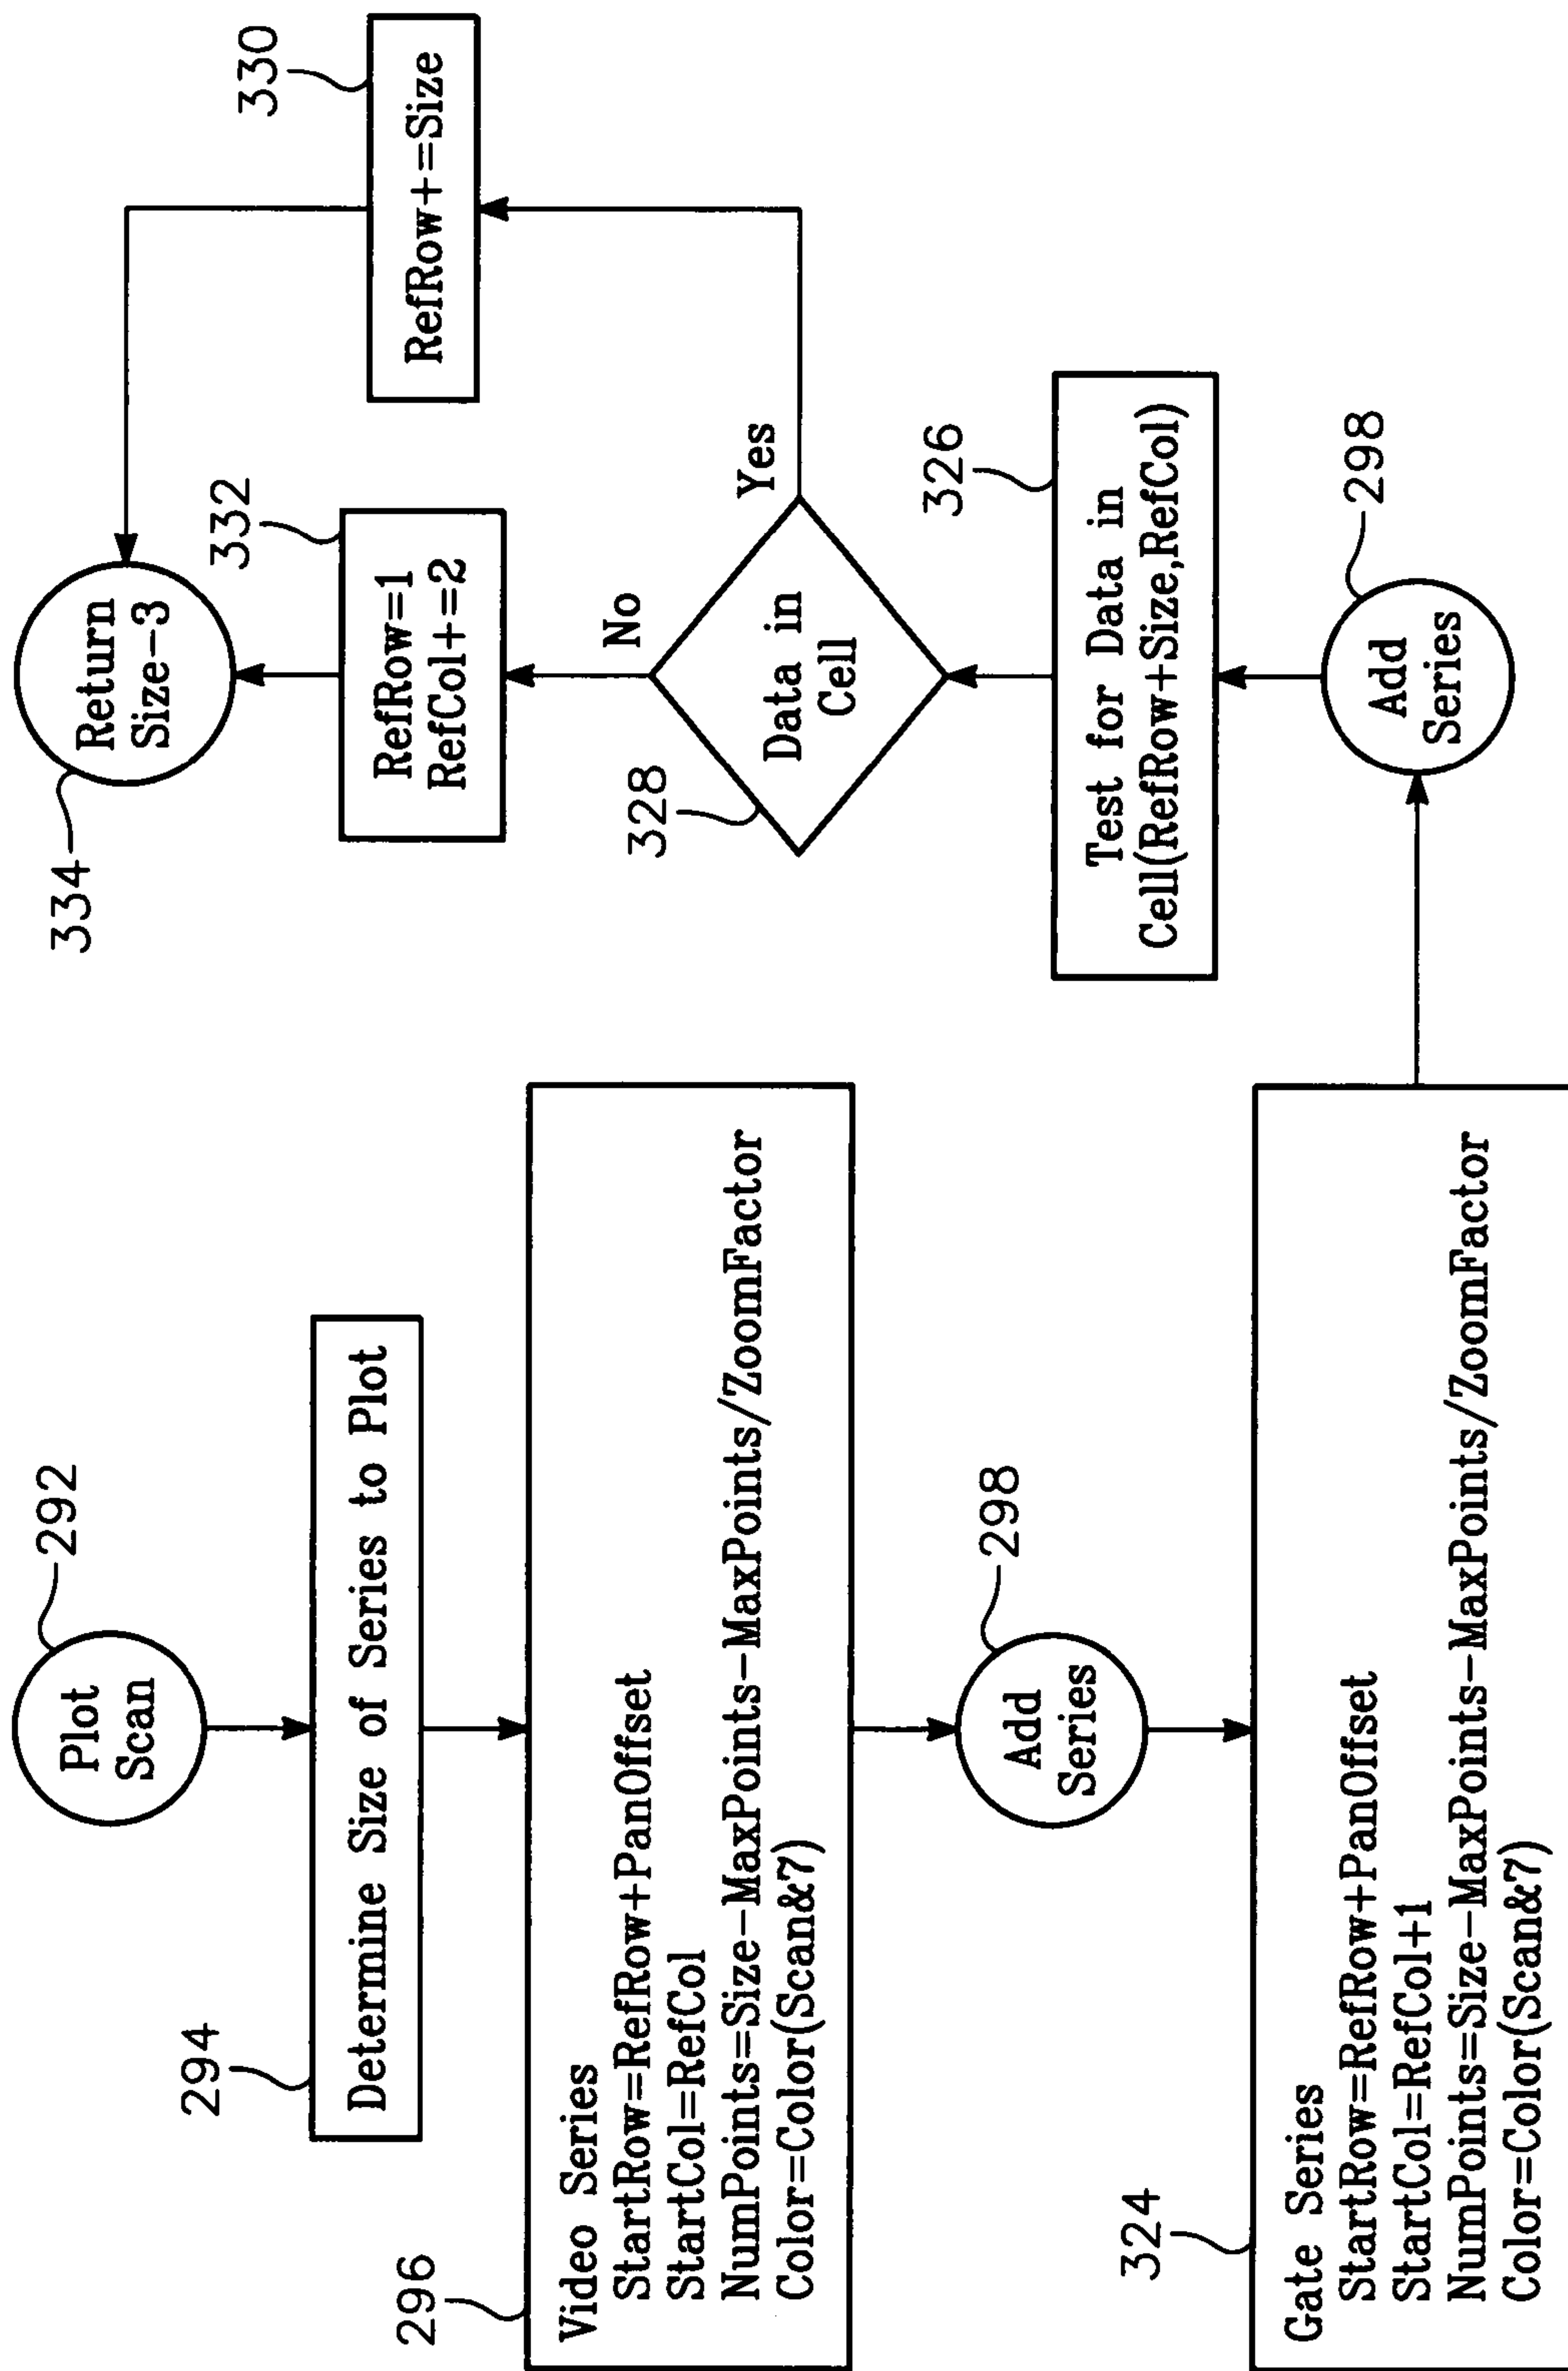 292
Plot
Scan
294
Determine Size of Series to Plot
296
Video Series
StartRow=RefRow+PanOffset
StartCol=RefCol
NumPoints=Size-MaxPoints-MaxPoints/ZoomFactor
Color=Color(Scan&7)
298
Add
Series
324
Gate Series
StartRow=RefRow+PanOffset
StartCol=RefCol+1
NumPoints=Size-MaxPoints-MaxPoints/ZoomFactor
Color=Color(Scan&7)
298
Add
Series
326
Test for Data in
Cell(RefRow+Size,RefCol)
328
Data in
Cell
Yes
No
330
RefRow+=Size
332
RefRow=1
RefCol+=2
334
Return
Size-3